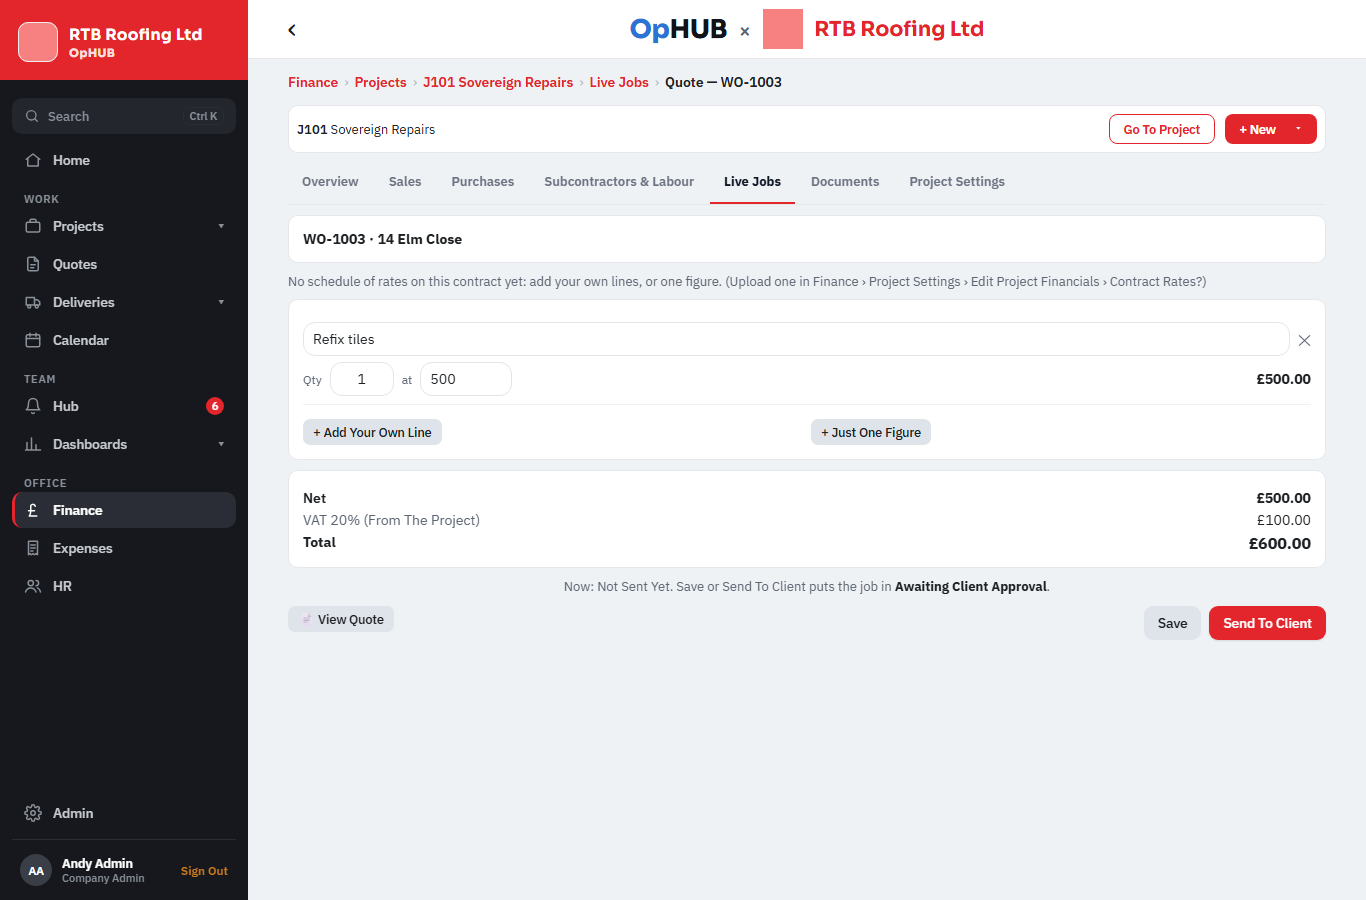 RTB Roofing Ltd
OpHUB
Search Ctrl K
Home
WORK
Projects
Quotes
Deliveries
Calendar
TEAM
Hub 6
Dashboards
OFFICE
Finance
Expenses
HR
Admin
AA Andy Admin
Company Admin
Sign Out
OpHUB × RTB Roofing Ltd
Finance › Projects › J101 Sovereign Repairs › Live Jobs › Quote — WO-1003
J101 Sovereign Repairs
Go To Project + New
Overview Sales Purchases Subcontractors & Labour Live Jobs Documents Project Settings
WO-1003 · 14 Elm Close
No schedule of rates on this contract yet: add your own lines, or one figure. (Upload one in Finance › Project Settings › Edit Project Financials › Contract Rates?)
Refix tiles
Qty 1 at 500 £500.00
+ Add Your Own Line + Just One Figure
Net £500.00
VAT 20% (From The Project) £100.00
Total £600.00
Now: Not Sent Yet. Save or Send To Client puts the job in Awaiting Client Approval.
View Quote Save Send To Client